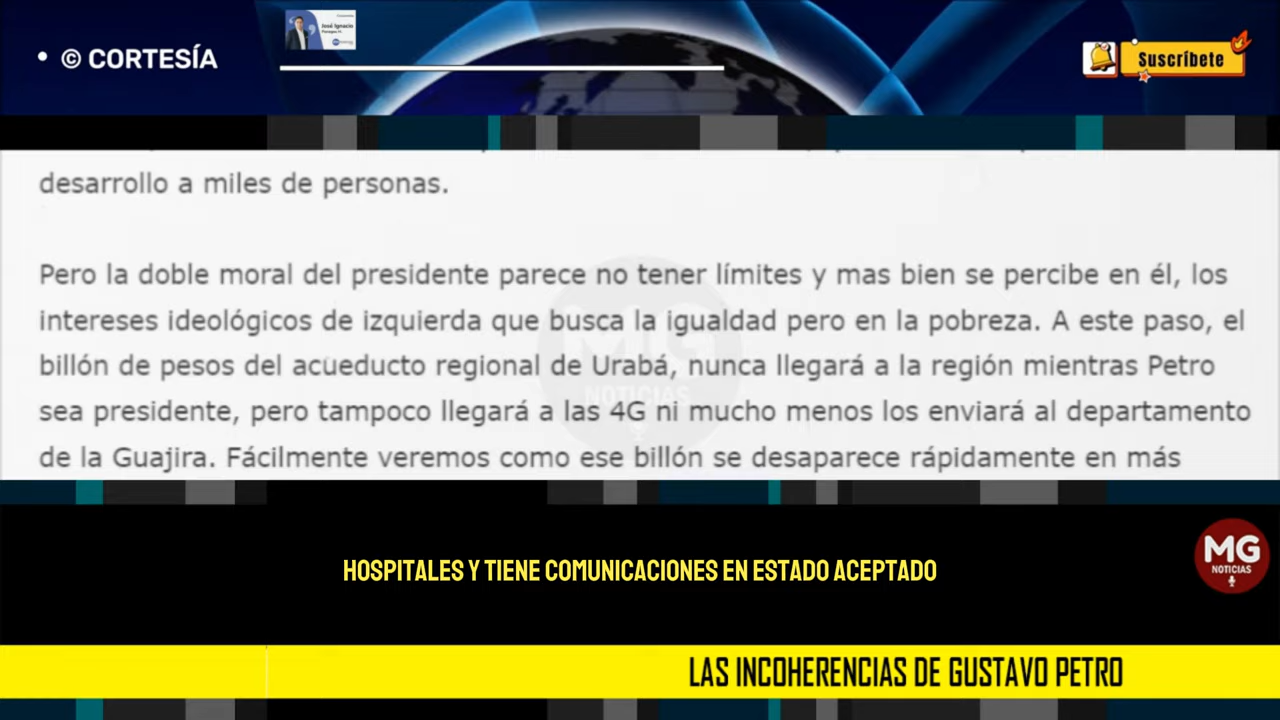 • © CORTESÍA
José Ignacio
Suscríbete
desarrollo a miles de personas.
Pero la doble moral del presidente parece no tener límites y mas bien se percibe en él, los
intereses ideológicos de izquierda que busca la igualdad pero en la pobreza. A este paso, el
billón de pesos del acueducto regional de Urabá, nunca llegará a la región mientras Petro
sea presidente, pero tampoco llegará a las 4G ni mucho menos los enviará al departamento
de la Guajira. Fácilmente veremos como ese billón se desaparece rápidamente en más
MG
NOTICIAS
HOSPITALES Y TIENE COMUNICACIONES EN ESTADO ACEPTADO
MG
NOTICIAS
LAS INCOHERENCIAS DE GUSTAVO PETRO